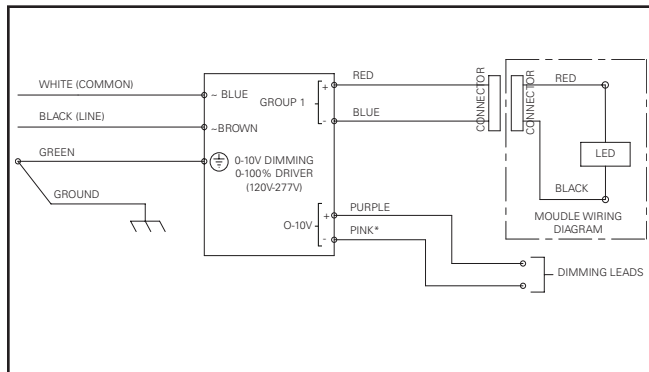 WHITE (COMMON)
BLACK (LINE)
GREEN
GROUND
~ BLUE
~BROWN
GROUP 1
+
-
0-10V DIMMING
0-100% DRIVER
(120V-277V)
O-10V
+
-
RED
BLUE
PURPLE
PINK*
CONNECTOR
CONNECTOR
RED
LED
BLACK
MOUDLE WIRING
DIAGRAM
DIMMING LEADS